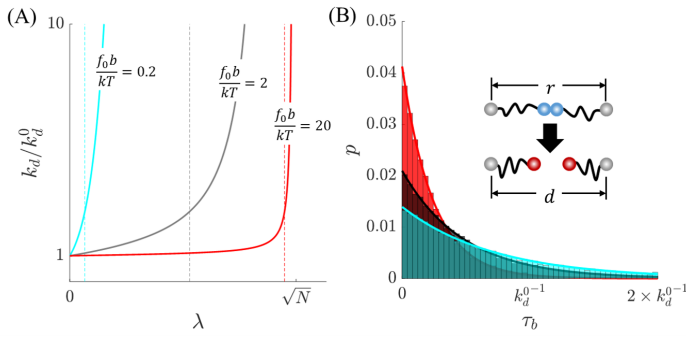 (A)
10
k_d/k_d^0
1
f_0b/kT = 0.2
f_0b/kT = 2
f_0b/kT = 20
0
√N
λ
(B)
0.05
0.04
0.03
0.02
0.01
0
p
r
d
0
k_d^{0-1}
2 × k_d^{0-1}
τ_b